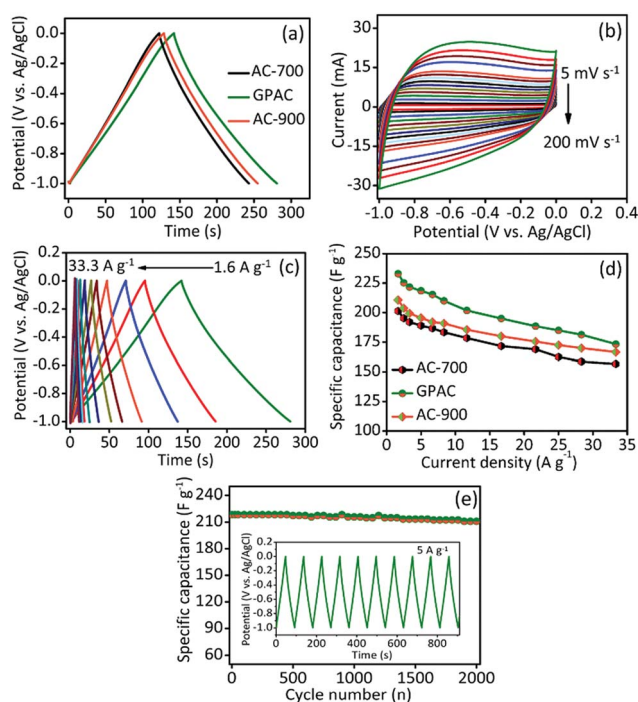 (a)
AC-700
GPAC
AC-900
Potential (V vs. Ag/AgCl)
0.0
-0.2
-0.4
-0.6
-0.8
-1.0
0 50 100 150 200 250 300
Time (s)
(b)
5 mV s⁻¹
200 mV s⁻¹
Current (mA)
30
15
0
-15
-30
-1.0 -0.8 -0.6 -0.4 -0.2 0.0 0.2 0.4
Potential (V vs. Ag/AgCl)
(c)
33.3 A g⁻¹ 1.6 A g⁻¹
Potential (V vs. Ag/AgCl)
0.2
0.0
-0.2
-0.4
-0.6
-0.8
-1.0
0 50 100 150 200 250 300
Time (s)
(d)
AC-700
GPAC
AC-900
Specific capacitance (F g⁻¹)
250
225
200
175
150
125
100
0 5 10 15 20 25 30 35
Current density (A g⁻¹)
(e)
Specific capacitance (F g⁻¹)
240
210
180
150
120
90
60
0 500 1000 1500 2000
Cycle number (n)
5 A g⁻¹
Potential (V vs. Ag/AgCl)
0.2
0.0
-0.2
-0.4
-0.6
-0.8
-1.0
0 200 400 600 800
Time (s)